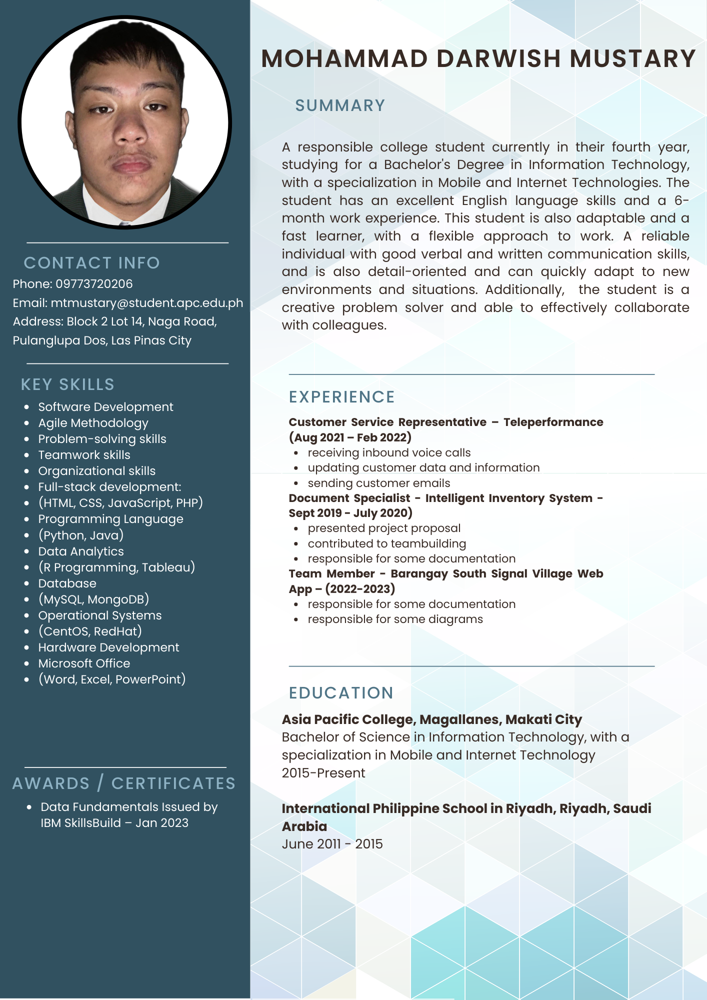 MOHAMMAD DARWISH MUSTARY
SUMMARY
A responsible college student currently in their fourth year,
studying for a Bachelor's Degree in Information Technology,
with a specialization in Mobile and Internet Technologies. The
student has an excellent English language skills and a 6-
month work experience. This student is also adaptable and a
fast learner, with a flexible approach to work. A reliable
individual with good verbal and written communication skills,
and is also detail-oriented and can quickly adapt to new
environments and situations. Additionally, the student is a
creative problem solver and able to effectively collaborate
with colleagues.
CONTACT INFO
Phone: 09773720206
Email: mtmustary@student.apc.edu.ph
Address: Block 2 Lot 14, Naga Road,
Pulanglupa Dos, Las Pinas City
KEY SKILLS
• Software Development
• Agile Methodology
• Problem-solving skills
• Teamwork skills
• Organizational skills
• Full-stack development:
• (HTML, CSS, JavaScript, PHP)
• Programming Language
• (Python, Java)
• Data Analytics
• (R Programming, Tableau)
• Database
• (MySQL, MongoDB)
• Operational Systems
• (CentOS, RedHat)
• Hardware Development
• Microsoft Office
• (Word, Excel, PowerPoint)
AWARDS / CERTIFICATES
• Data Fundamentals Issued by
IBM SkillsBuild – Jan 2023
EXPERIENCE
Customer Service Representative – Teleperformance
(Aug 2021 – Feb 2022)
• receiving inbound voice calls
• updating customer data and information
• sending customer emails
Document Specialist - Intelligent Inventory System -
Sept 2019 - July 2020)
• presented project proposal
• contributed to teambuilding
• responsible for some documentation
Team Member - Barangay South Signal Village Web
App – (2022-2023)
• responsible for some documentation
• responsible for some diagrams
EDUCATION
Asia Pacific College, Magallanes, Makati City
Bachelor of Science in Information Technology, with a
specialization in Mobile and Internet Technology
2015-Present
International Philippine School in Riyadh, Riyadh, Saudi
Arabia
June 2011 - 2015